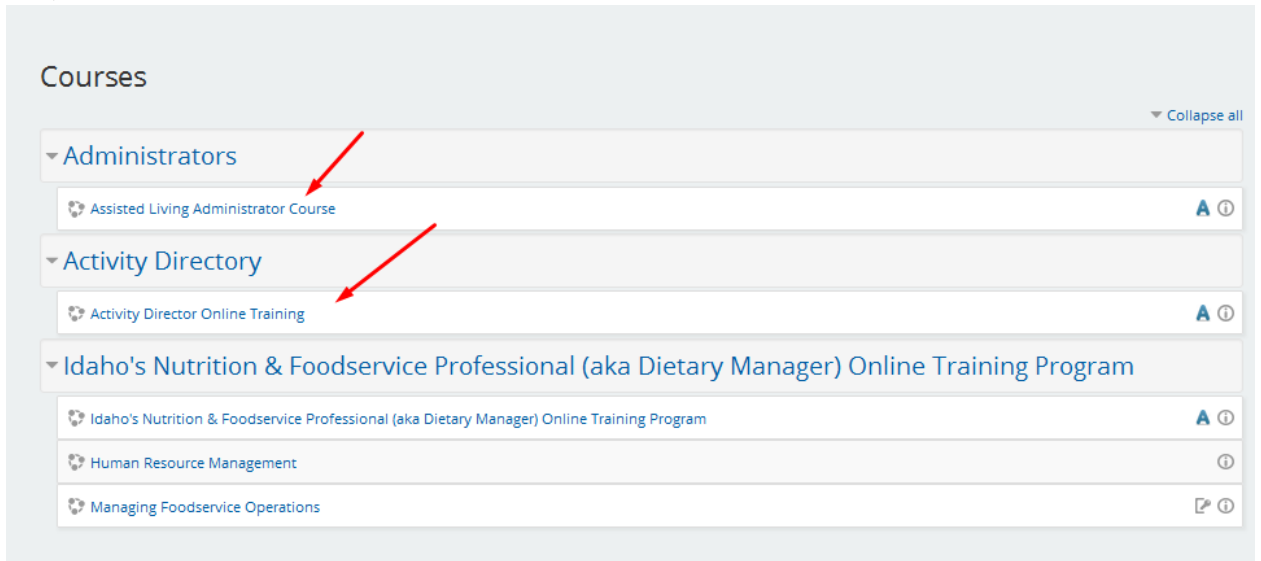 Courses
Collapse all
Administrators
Assisted Living Administrator Course
A
Activity Directory
Activity Director Online Training
A
Idaho's Nutrition & Foodservice Professional (aka Dietary Manager) Online Training Program
Idaho's Nutrition & Foodservice Professional (aka Dietary Manager) Online Training Program
A
Human Resource Management
Managing Foodservice Operations